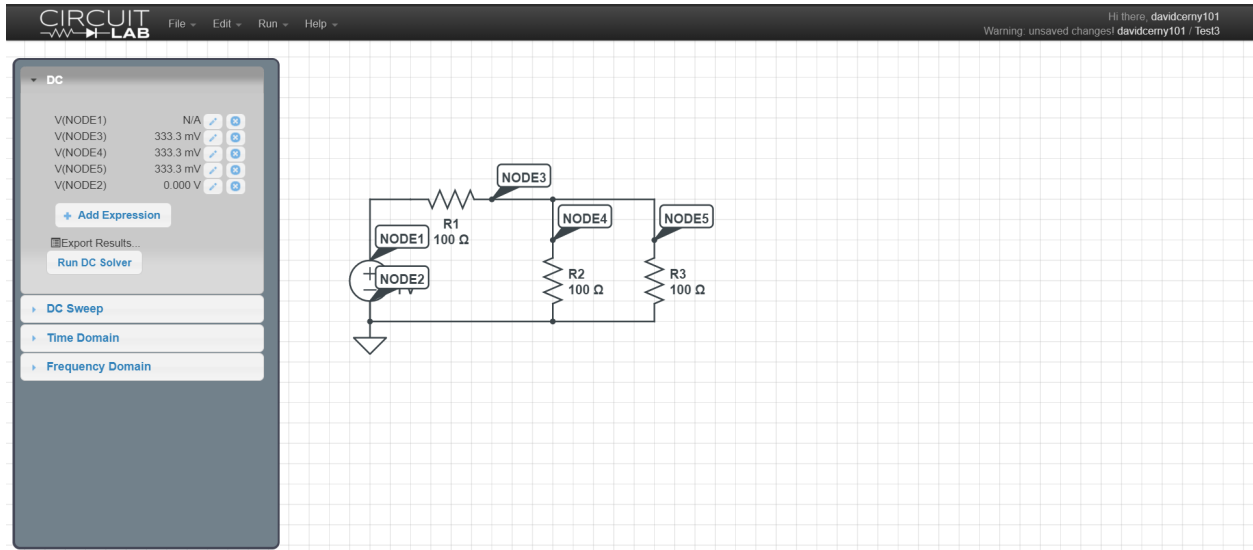 CIRCUIT LAB File Edit Run Help
Hi there, davidcerny101
Warning: unsaved changes! davidcerny101 / Test3
DC
V(NODE1) N/A
V(NODE3) 333.3 mV
V(NODE4) 333.3 mV
V(NODE5) 333.3 mV
V(NODE2) 0.000 V
+ Add Expression
Export Results...
Run DC Solver
DC Sweep
Time Domain
Frequency Domain
NODE3
NODE4
NODE5
R1
100 Ω
NODE1
NODE2
R2
100 Ω
R3
100 Ω